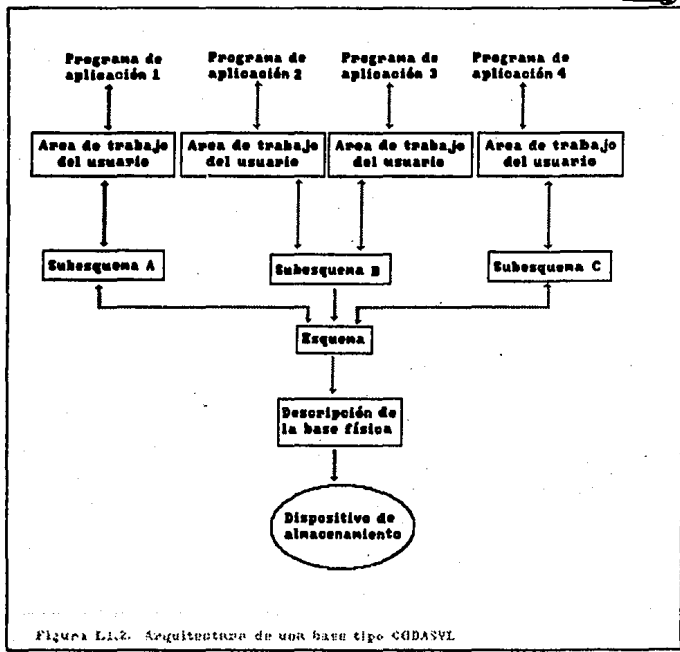 Programa de
aplicación 1
Programa de
aplicación 2
Programa de
aplicación 3
Programa de
aplicación 4
Area de trabajo
del usuario
Area de trabajo
del usuario
Area de trabajo
del usuario
Area de trabajo
del usuario
Subesquema A
Subesquema B
Subesquema C
Esquema
Descripción de
la base física
Dispositivo de
almacenamiento
Figura I.1.2. Arquitectura de una base tipo CODASYL